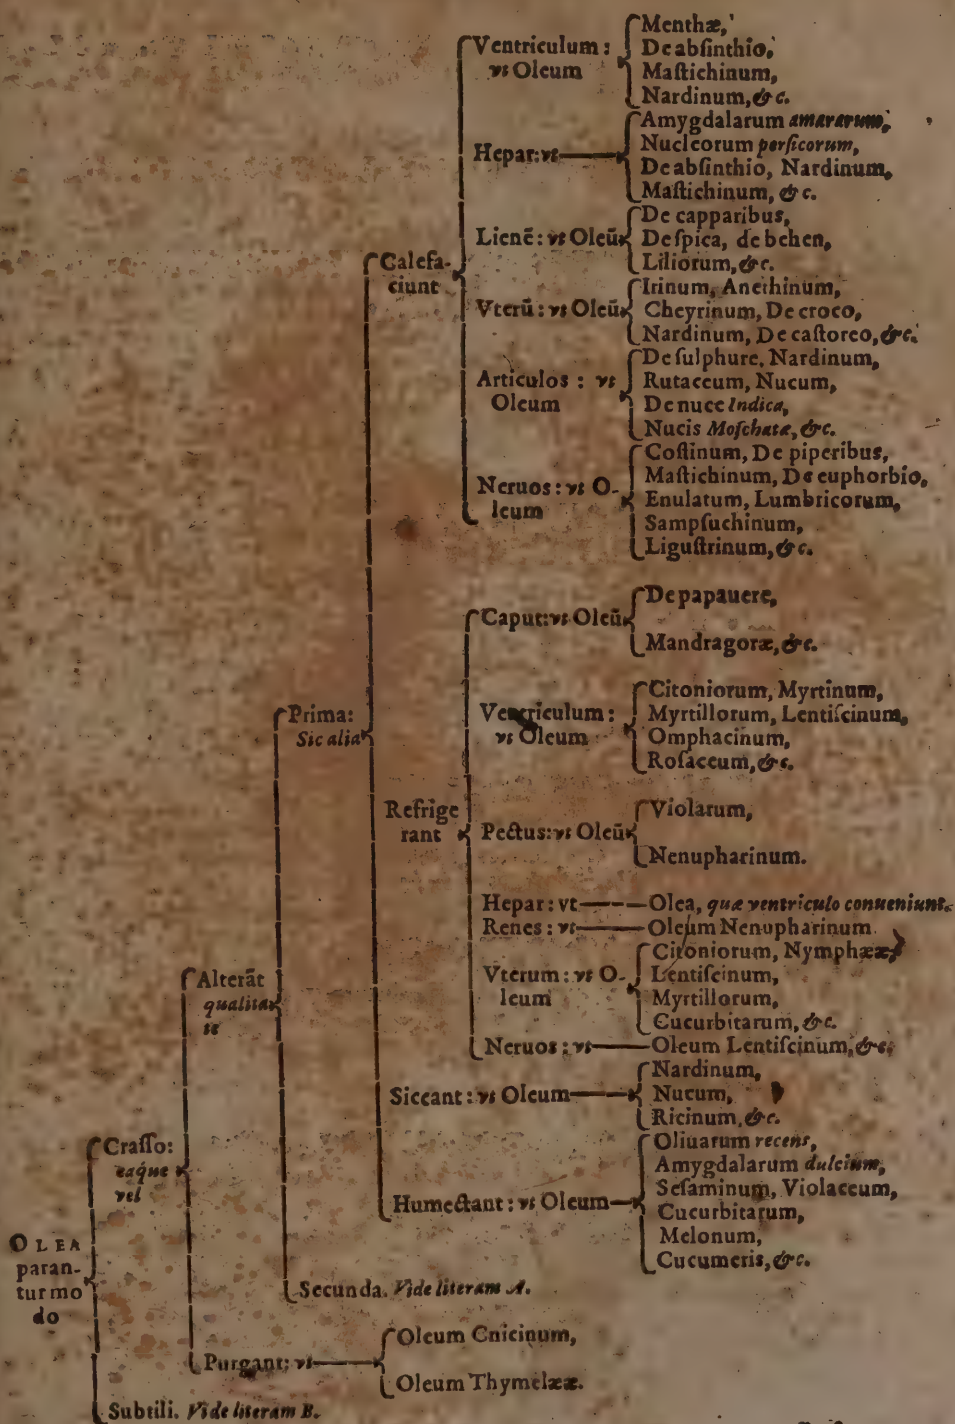 OLEA
paran-
tur mo
do
Craſſo:
eaque
vel
Alterāt
qualita-
te
Prima:
Sic alia
Calefa-
ciunt
Ventriculum:
vt Oleum
Menthæ,
De abſinthio,
Maſtichinum,
Nardinum, &c.
Hepar: vt
Amygdalarum amararum,
Nucleorum perſicorum,
De abſinthio, Nardinum,
Maſtichinum, &c.
Lienē: vt Oleū
De capparibus,
De ſpica, de behen,
Liliorum, &c.
Vterū: vt Oleū
Irinum, Anethinum,
Cheyrinum, De croco,
Nardinum, De caſtoreo, &c.
Articulos: vt
Oleum
De ſulphure, Nardinum,
Rutaceum, Nucum,
De nuce Indica,
Nucis Moſchatæ, &c.
Neruos: vt O-
leum
Coſtinum, De piperibus,
Maſtichinum, De euphorbio,
Enulatum, Lumbricorum,
Sampſuchinum,
Liguſtrinum, &c.
Refrige
rant
Caput: vt Oleū
De papauere,
Mandragoræ, &c.
Ventriculum:
vt Oleum
Citoniorum, Myrtinum,
Myrtillorum, Lentiſcinum,
Omphacinum,
Roſaceum, &c.
Pectus: vt Oleū
Violarum,
Nenupharinum.
Hepar: vt Olea, quæ ventriculo conueniunt.
Renes: vt Oleum Nenupharinum.
Vterum: vt O-
leum
Citoniorum, Nymphææ,
Lentiſcinum,
Myrtillorum,
Cucurbitarum, &c.
Neruos: vt Oleum Lentiſcinum, &c.
Siccant: vt Oleum
Nardinum,
Nucum,
Ricinum, &c.
Humectant: vt Oleum
Oliuarum recens,
Amygdalarum dulcium,
Seſaminum, Violaceum,
Cucurbitarum,
Melonum,
Cucumeris, &c.
Secunda. Vide literam A.
Purgant: vt
Oleum Cnicinum,
Oleum Thymelææ.
Subtili. Vide literam B.